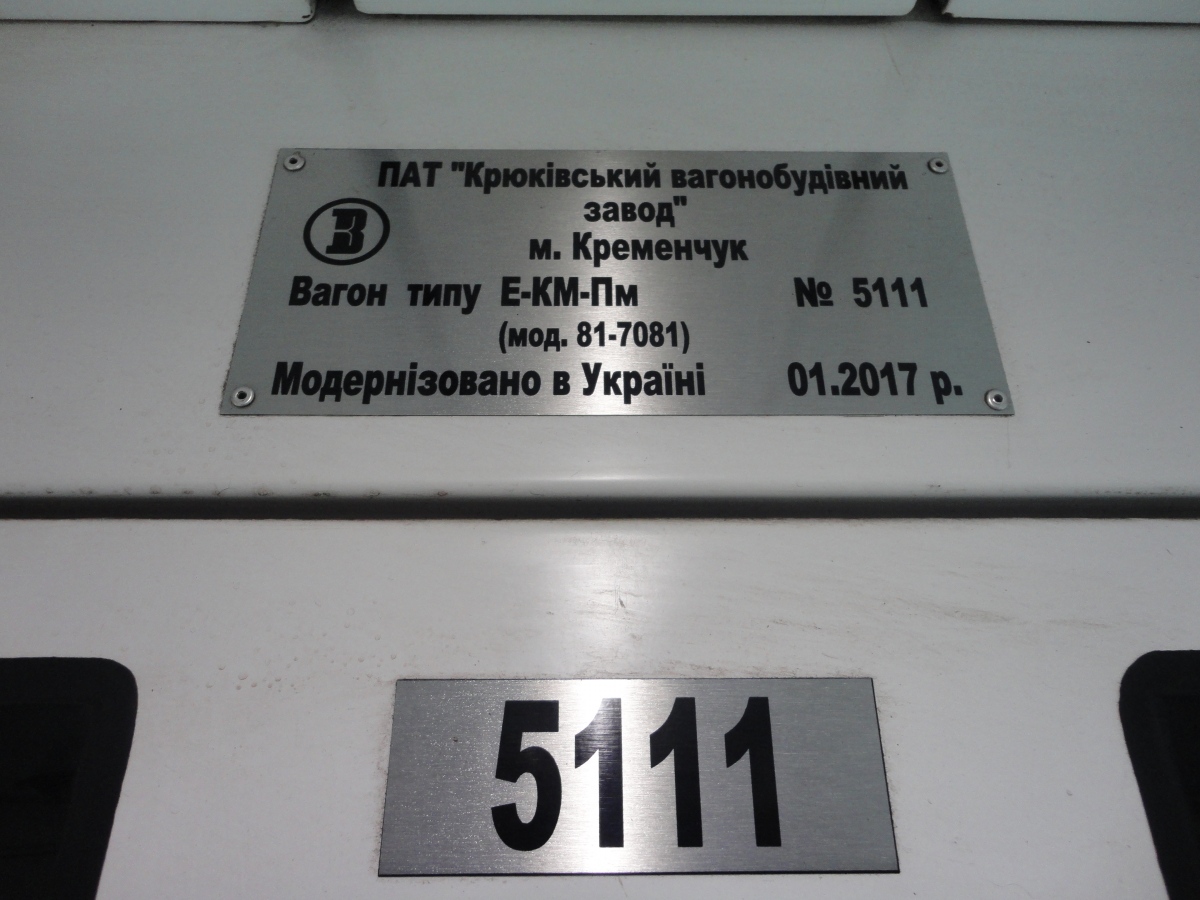 ПАТ "Крюківський вагонобудівний
завод"
В
м. Кременчук
Вагон типу Е-КМ-Пм № 5111
(мод. 81-7081)
Модернізовано в Україні 01.2017 р.
5111